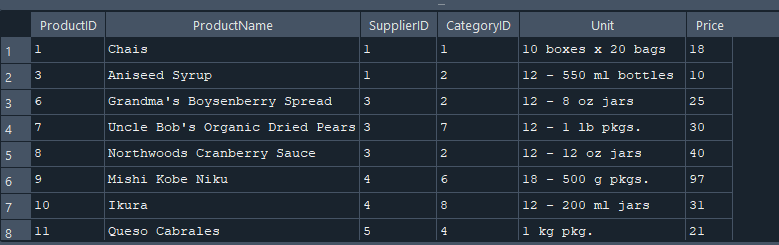 ProductID ProductName SupplierID CategoryID Unit Price
1 1 Chais 1 1 10 boxes x 20 bags 18
2 3 Aniseed Syrup 1 2 12 - 550 ml bottles 10
3 6 Grandma's Boysenberry Spread 3 2 12 - 8 oz jars 25
4 7 Uncle Bob's Organic Dried Pears 3 7 12 - 1 lb pkgs. 30
5 8 Northwoods Cranberry Sauce 3 2 12 - 12 oz jars 40
6 9 Mishi Kobe Niku 4 6 18 - 500 g pkgs. 97
7 10 Ikura 4 8 12 - 200 ml jars 31
8 11 Queso Cabrales 5 4 1 kg pkg. 21